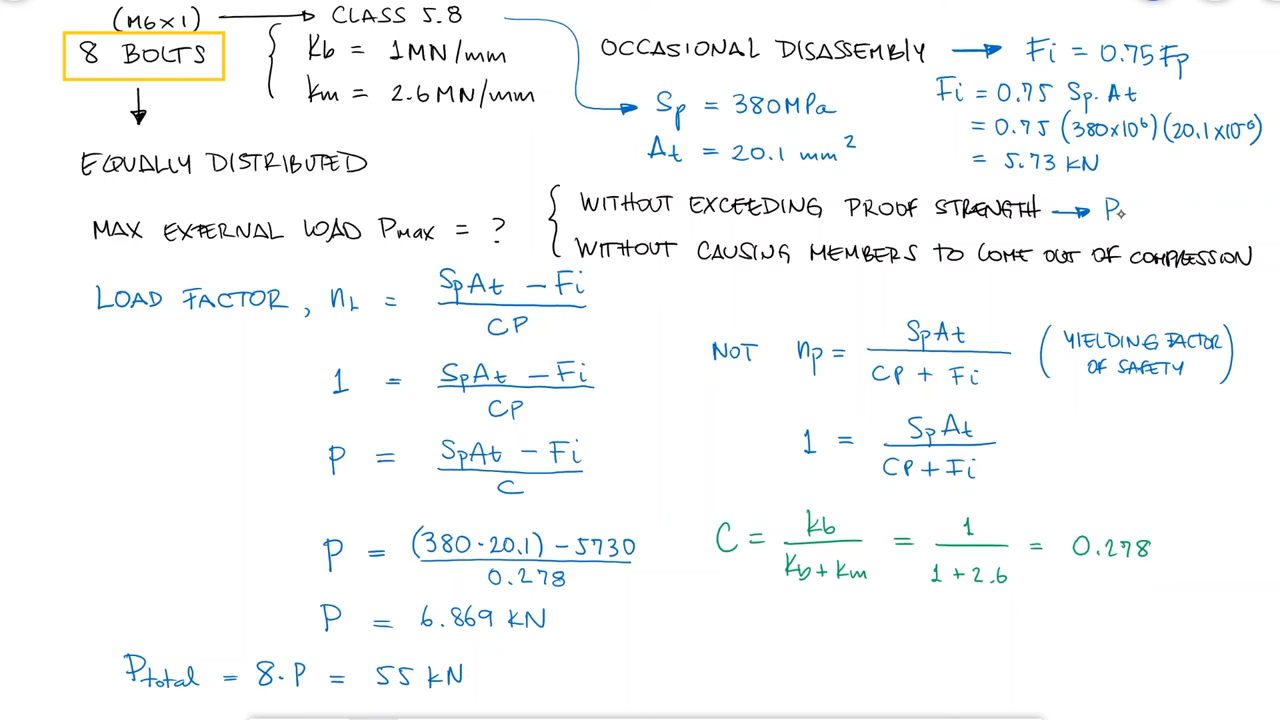 (M6×1) → CLASS 5.8
8 BOLTS
Kb = 1MN/mm
Km = 2.6MN/mm
EQUALLY DISTRIBUTED
OCCASIONAL DISASSEMBLY → Fi = 0.75Fp
Sp = 380MPa
At = 20.1 mm²
Fi = 0.75 Sp.At
= 0.75 (380×10⁶)(20.1×10⁻⁶)
= 5.73 KN
MAX EXTERNAL LOAD Pmax = ?
WITHOUT EXCEEDING PROOF STRENGTH → P
WITHOUT CAUSING MEMBERS TO COME OUT OF COMPRESSION
LOAD FACTOR, nL = (SpAt - Fi) / CP
1 = (SpAt - Fi) / CP
P = (SpAt - Fi) / C
P = ((380·20.1) - 5730) / 0.278
P = 6.869 KN
Ptotal = 8.P = 55 KN
NOT np = SpAt / (CP + Fi) (YIELDING FACTOR OF SAFETY)
1 = SpAt / (CP + Fi)
C = Kb / (Kb + Km) = 1 / (1 + 2.6) = 0.278